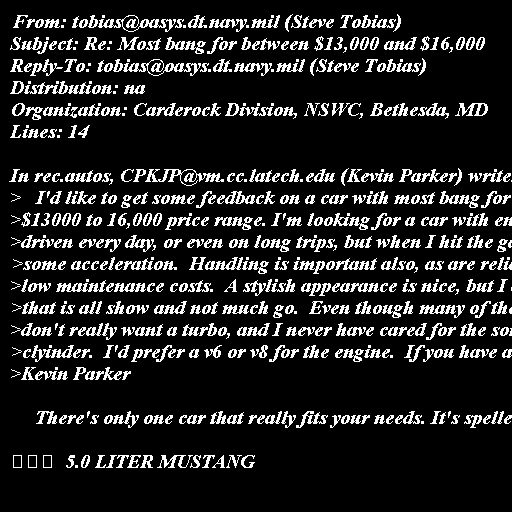 From: tobias@oasys.dt.navy.mil (Steve Tobias)
Subject: Re: Most bang for between $13,000 and $16,000
Reply-To: tobias@oasys.dt.navy.mil (Steve Tobias)
Distribution: na
Organization: Carderock Division, NSWC, Bethesda, MD
Lines: 14

In rec.autos, CPKJP@vm.cc.latech.edu (Kevin Parker) write
>   I'd like to get some feedback on a car with most bang for
>$13000 to 16,000 price range. I'm looking for a car with en
>driven every day, or even on long trips, but when I hit the ga
>some acceleration.  Handling is important also, as are reli
>low maintenance costs.  A stylish appearance is nice, but I
>that is all show and not much go.  Even though many of the
>don't really want a turbo, and I never have cared for the so
>clyinder.  I'd prefer a v6 or v8 for the engine.  If you have a
>Kevin Parker

There's only one car that really fits your needs. It's spelle

5.0 LITER MUSTANG